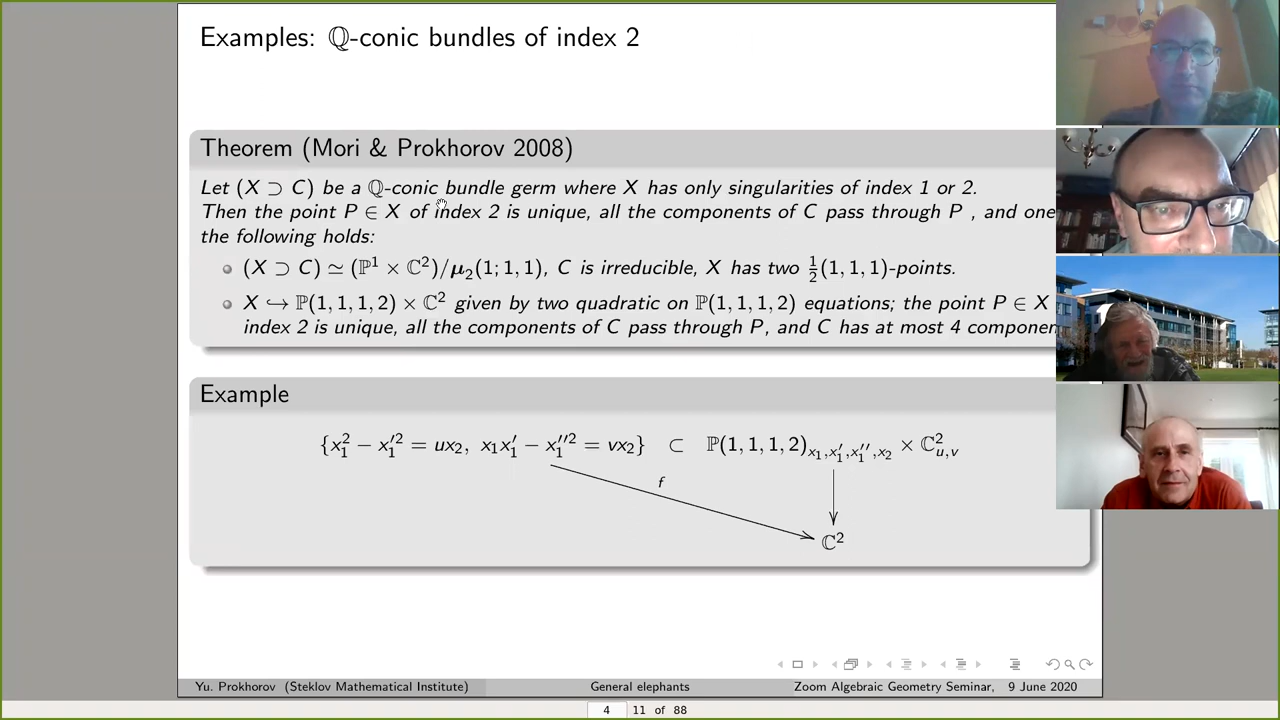 Examples: ℚ-conic bundles of index 2
Theorem (Mori & Prokhorov 2008)
Let (X ⊃ C) be a ℚ-conic bundle germ where X has only singularities of index 1 or 2.
Then the point P ∈ X of index 2 is unique, all the components of C pass through P , and one
the following holds:
(X ⊃ C) ≃ (ℙ¹ × ℂ²)/μ₂(1; 1, 1), C is irreducible, X has two ½(1, 1, 1)-points.
X ↪ ℙ(1, 1, 1, 2) × ℂ² given by two quadratic on ℙ(1, 1, 1, 2) equations; the point P ∈ X
index 2 is unique, all the components of C pass through P, and C has at most 4 componen
Example
{x₁² − x₁′² = ux₂, x₁x₁′ − x₁″² = vx₂} ⊂ ℙ(1, 1, 1, 2)_{x₁,x₁′,x₁″,x₂} × ℂ²_{u,v}
f
ℂ²
Yu. Prokhorov (Steklov Mathematical Institute) General elephants Zoom Algebraic Geometry Seminar, 9 June 2020
4 11 of 88